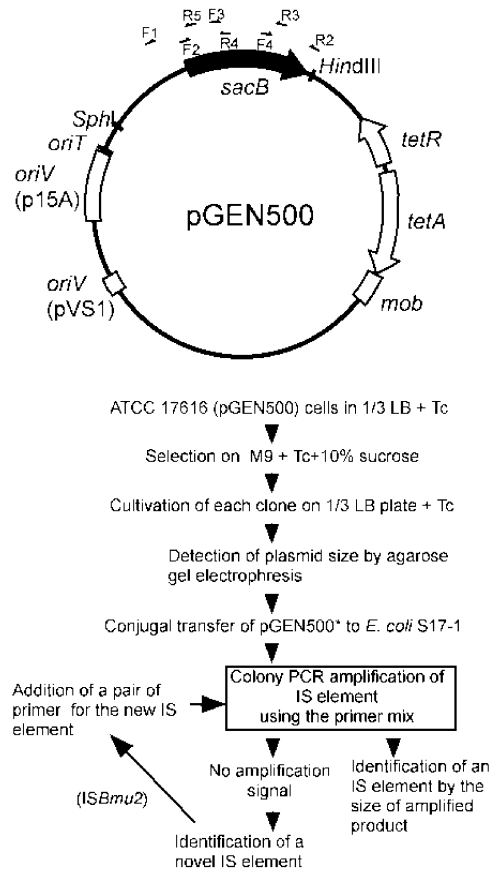 F1
R5
F3
R3
F2
R4
F4
R2
sacB
HindIII
SphI
oriT
oriV
(p15A)
tetR
pGEN500
tetA
oriV
(pVS1)
mob
ATCC 17616 (pGEN500) cells in 1/3 LB + Tc
Selection on M9 + Tc+10% sucrose
Cultivation of each clone on 1/3 LB plate + Tc
Detection of plasmid size by agarose
gel electrophresis
Conjugal transfer of pGEN500* to E. coli S17-1
Colony PCR amplification of
IS element
using the primer mix
Addition of a pair of
primer for the new IS
element
No amplification
signal
Identification of an
IS element by the
size of amplified
product
(ISBmu2)
Identification of a
novel IS element